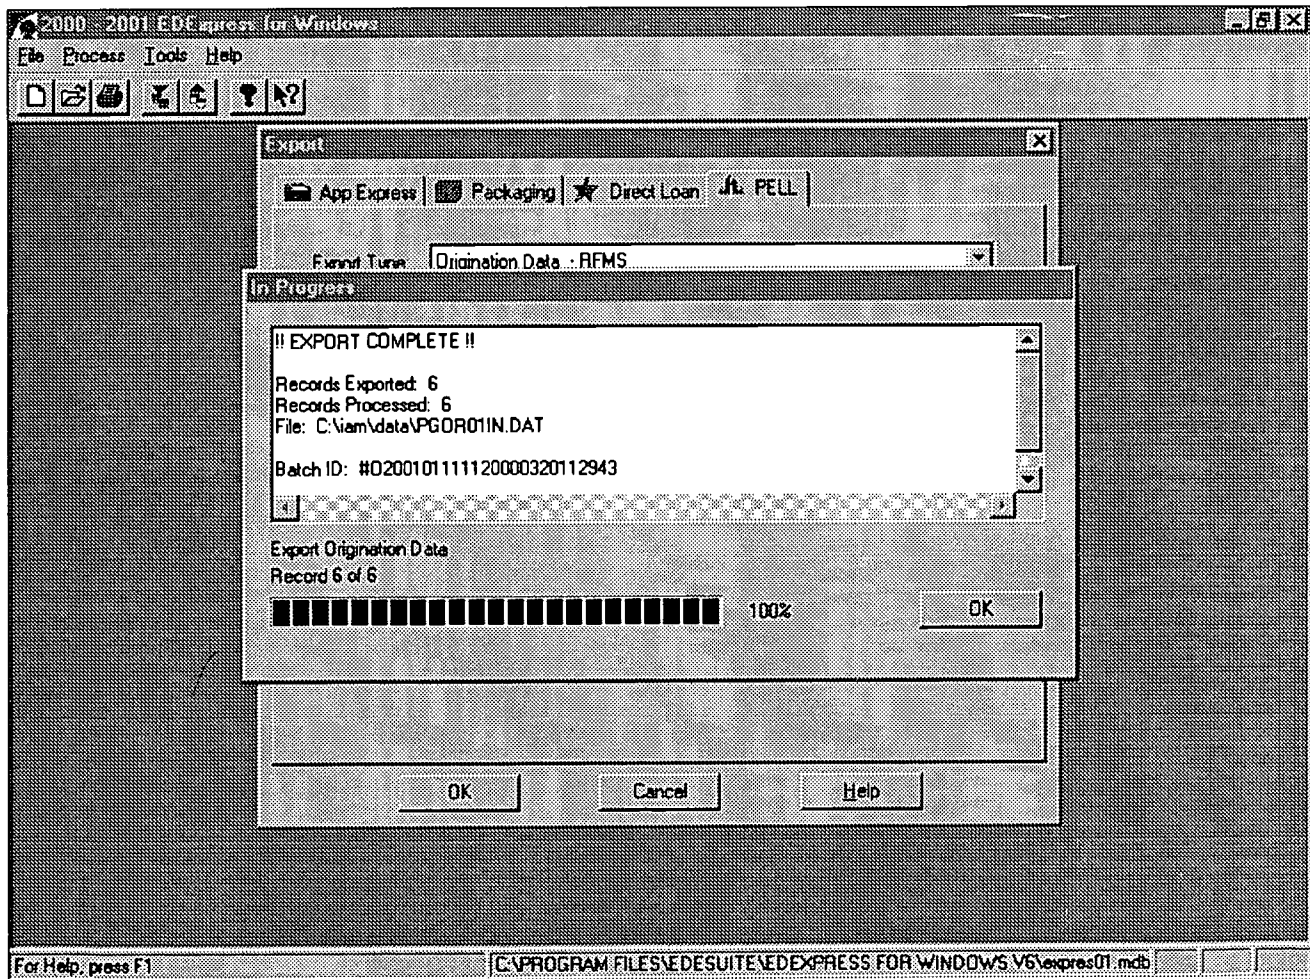 2000 - 2001 EDExpress for Windows
File Process Tools Help
Export
App Express Packaging Direct Loan PELL
Export Type Origination Data - RFMS
In Progress
!! EXPORT COMPLETE !!
Records Exported: 6
Records Processed: 6
File: C:\iam\data\PGOR01IN.DAT
Batch ID: #O2001011111120000320112943
Export Origination Data
Record 6 of 6
100% OK
OK Cancel Help
For Help, press F1 C:\PROGRAM FILES\EDESUITE\EDEXPRESS FOR WINDOWS V6\expres01.mdb